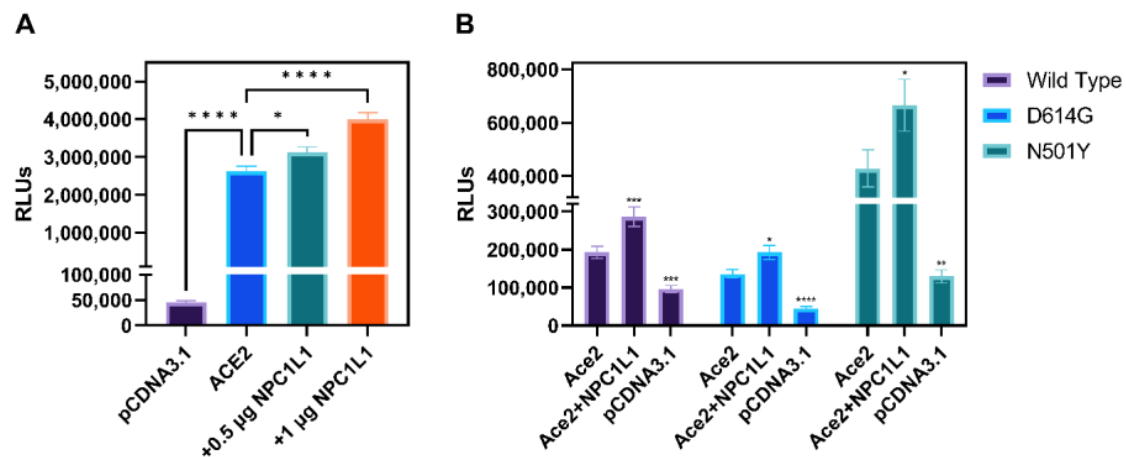 A
RLUs
5,000,000
4,000,000
3,000,000
2,000,000
1,000,000
100,000
50,000
0
****
****
*
pCDNA3.1
ACE2
+0.5 µg NPC1L1
+1 µg NPC1L1
B
RLUs
800,000
600,000
400,000
300,000
200,000
100,000
0
***
***
*
****
*
**
Ace2
Ace2+NPC1L1
pCDNA3.1
Ace2
Ace2+NPC1L1
pCDNA3.1
Ace2
Ace2+NPC1L1
pCDNA3.1
Wild Type
D614G
N501Y